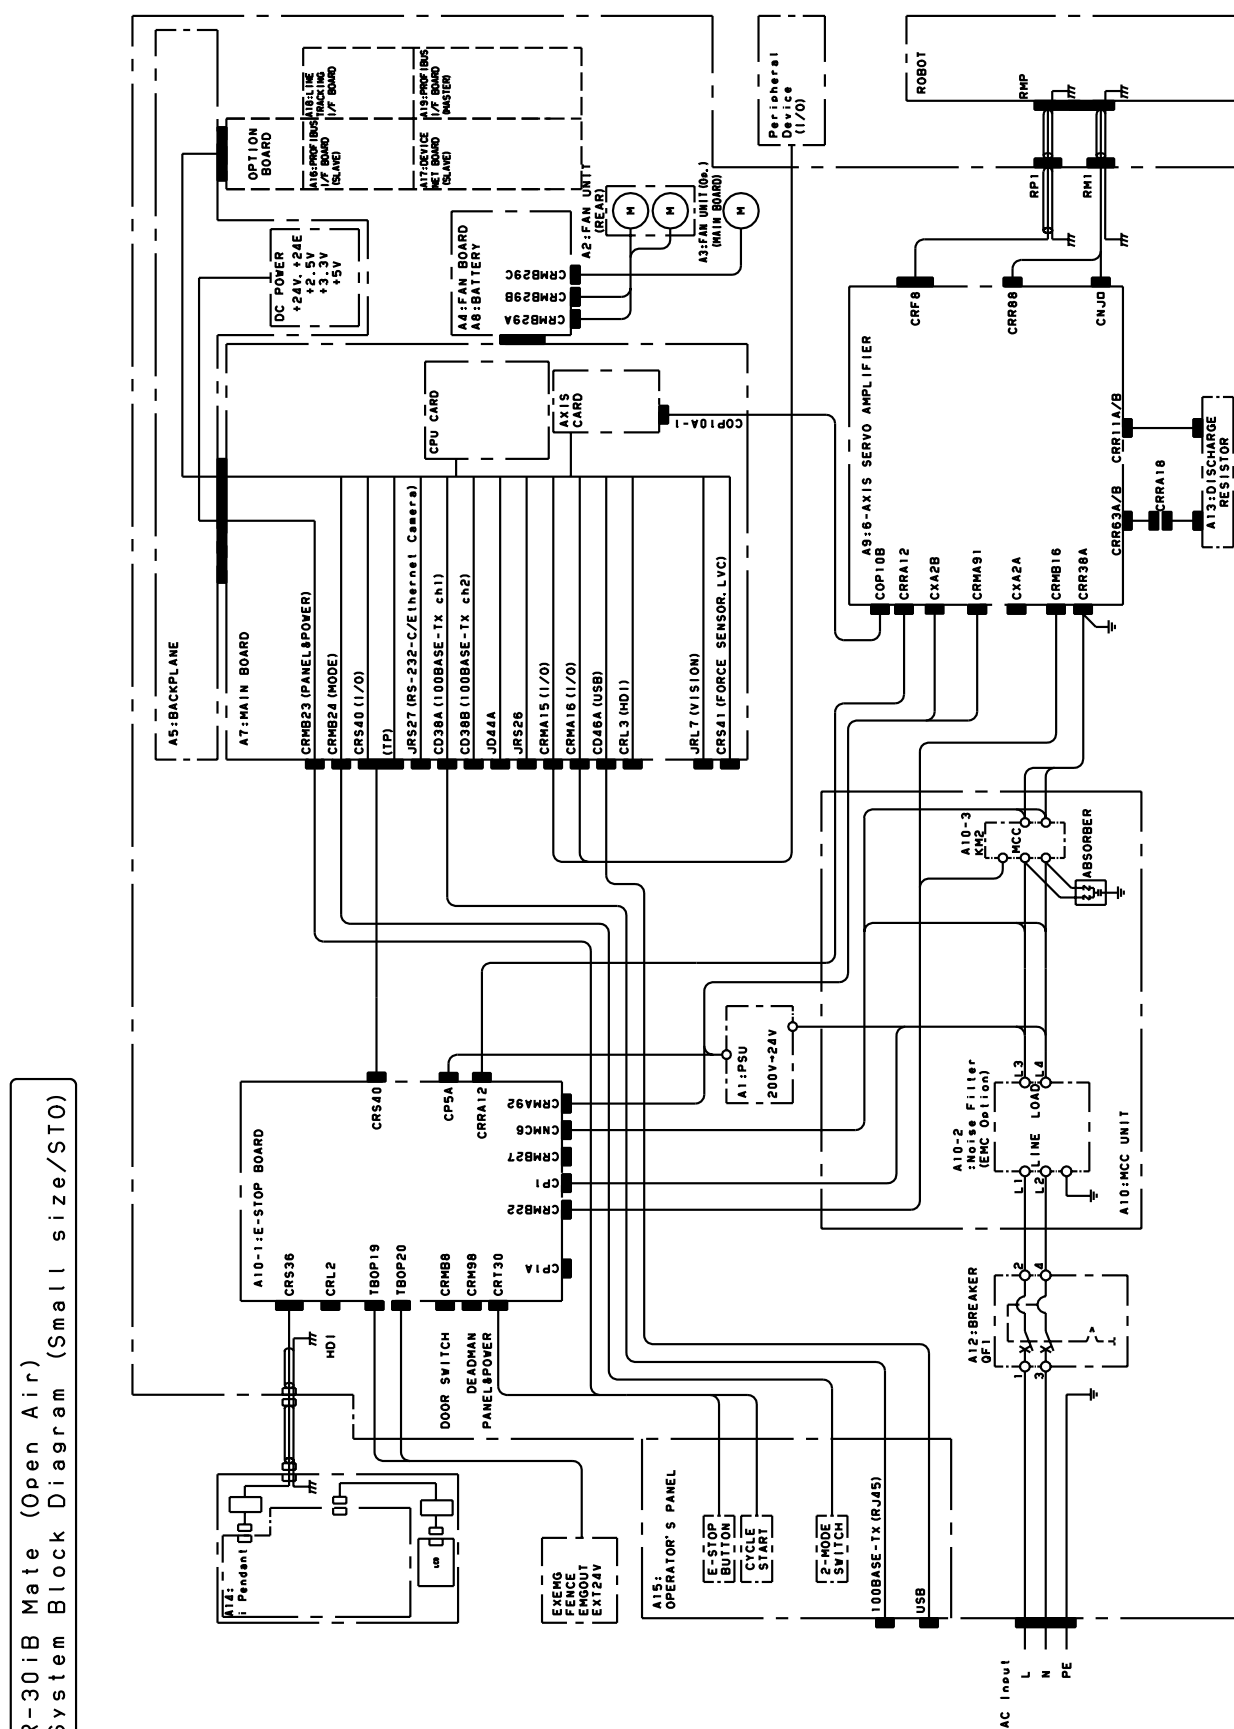 R-30iB Mate (Open Air)
System Block Diagram (Small size/STO)
A5:BACKPLANE
OPTION
BOARD
A18:LINE
TRACKING
I/F BOARD
A19:PROFIBUS
I/F BOARD
(MASTER)
A16:PROFIBUS
I/F BOARD
(SLAVE)
A17:DEVICE
NET BOARD
(SLAVE)
DC POWER
+24V, +24E
+2.5V
+3.3V
+5V
A4:FAN BOARD
A8:BATTERY
CRMB29C
CRMB29B
CRMB29A
A2:FAN UNIT
(REAR)
M
M
A3:FAN UNIT(Op.)
(MAIN BOARD)
M
Peripheral
Device
(I/O)
ROBOT
RMP
RP1
RM1
A7:MAIN BOARD
CPU CARD
AXIS
CARD
COP10A-1
CRMB23(PANEL&POWER)
CRMB24(MODE)
CRS40(I/O)
(TP)
JRS27(RS-232-C/Ethernet Camera)
CD38A(100BASE-TX ch1)
CD38B(100BASE-TX ch2)
JD44A
JRS26
CRMA15(I/O)
CRMA16(I/O)
CD46A(USB)
CRL3(HDI)
JRL7(VISION)
CRS41(FORCE SENSOR, LVC)
A9:6-AXIS SERVO AMPLIFIER
CRF8
CRR88
CNJ0
CRR11A/B
CRR63A/B
CRRA18
A13:DISCHARGE
RESISTOR
COP10B
CRRA12
CXA2B
CRMA91
CXA2A
CRMB16
CRR38A
A10-3
KM2
MCC
ABSORBER
Z
Z
A1:PSU
200V→24V
A10-1:E-STOP BOARD
CRS40
CP5A
CRRA12
CRMA92
CNMC6
CRMB27
CP1
CRMB22
CP1A
CRS36
CRL2
TBOP19
TBOP20
CRMB8
CRM98
CRT30
HDI
DOOR SWITCH
DEADMAN
PANEL&POWER
A10-2
:Noise Filter
(EMC Option)
L3
L4
LOAD
LINE
L1
L2
A10:MCC UNIT
A12:BREAKER
QF1
2
4
1
3
A14:
i Pendant
LCD
EXEMG
FENCE
EMGOUT
EXT24V
A15:
OPERATOR'S PANEL
E-STOP
BUTTON
CYCLE
START
2-MODE
SWITCH
100BASE-TX(RJ45)
USB
AC Input
L
N
PE